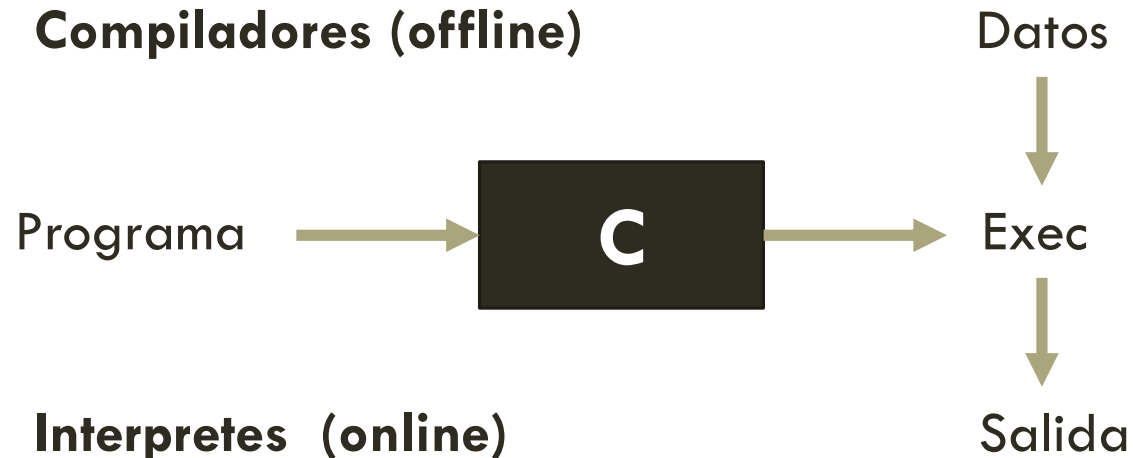 Compiladores (offline)
Datos
Programa
C
Exec
Interpretes (online)
Salida